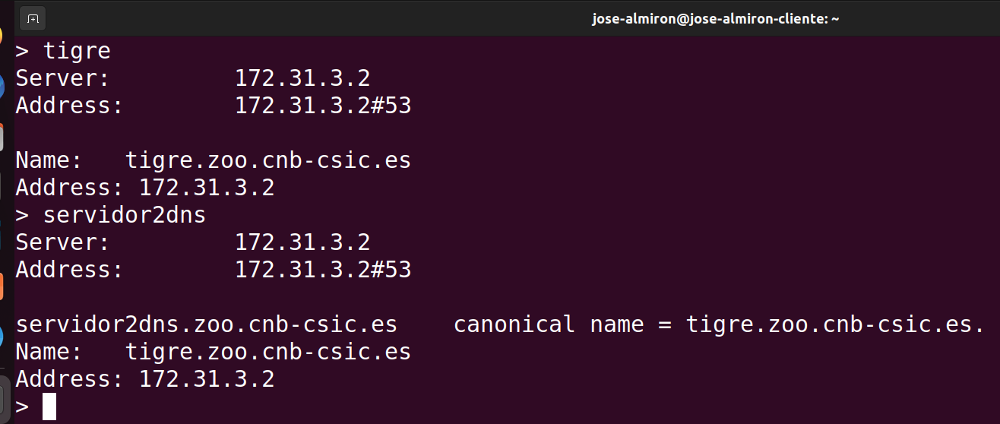 jose-almiron@jose-almiron-cliente: ~
> tigre
Server:		172.31.3.2
Address:	172.31.3.2#53
Name:	tigre.zoo.cnb-csic.es
Address: 172.31.3.2
> servidor2dns
Server:		172.31.3.2
Address:	172.31.3.2#53
servidor2dns.zoo.cnb-csic.es	canonical name = tigre.zoo.cnb-csic.es.
Name:	tigre.zoo.cnb-csic.es
Address: 172.31.3.2
>